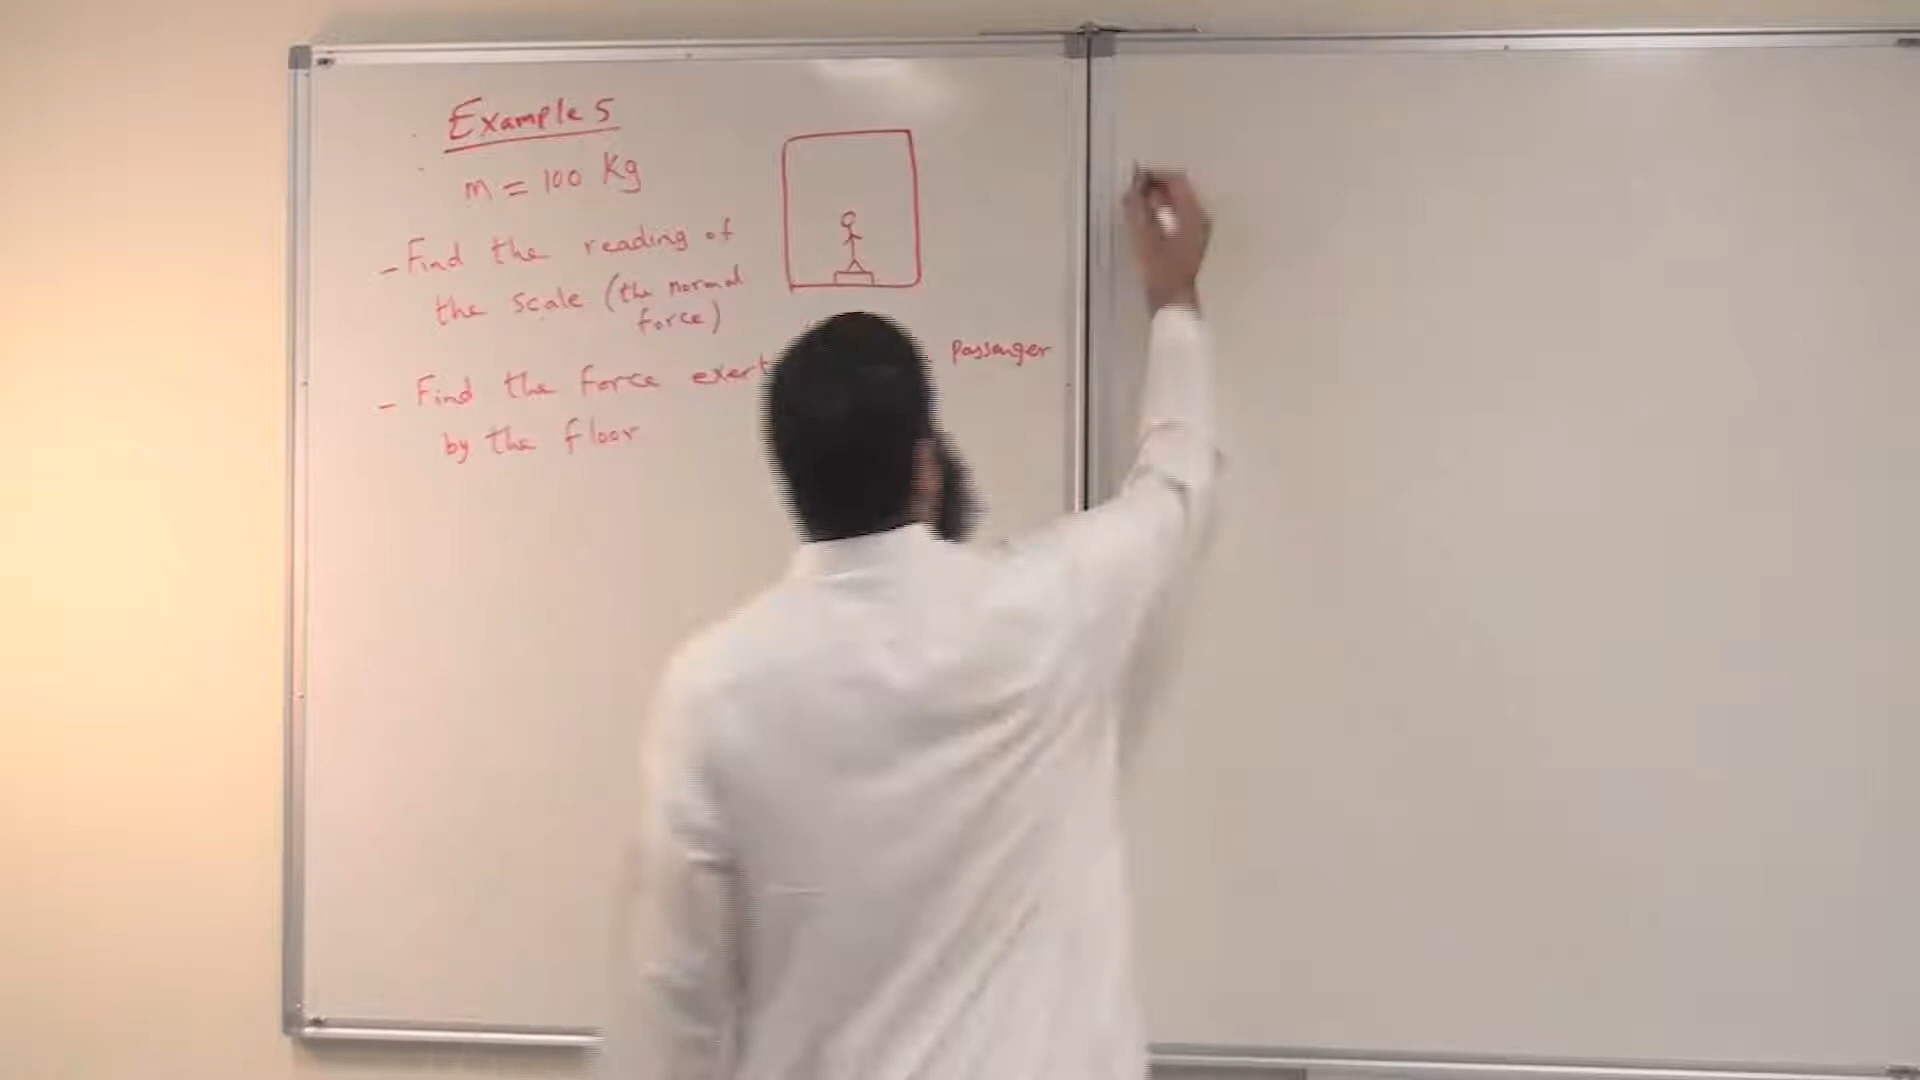 Example 5
m = 100 Kg
- Find the reading of
the scale (the normal
force)
- Find the force exert passenger
by the floor